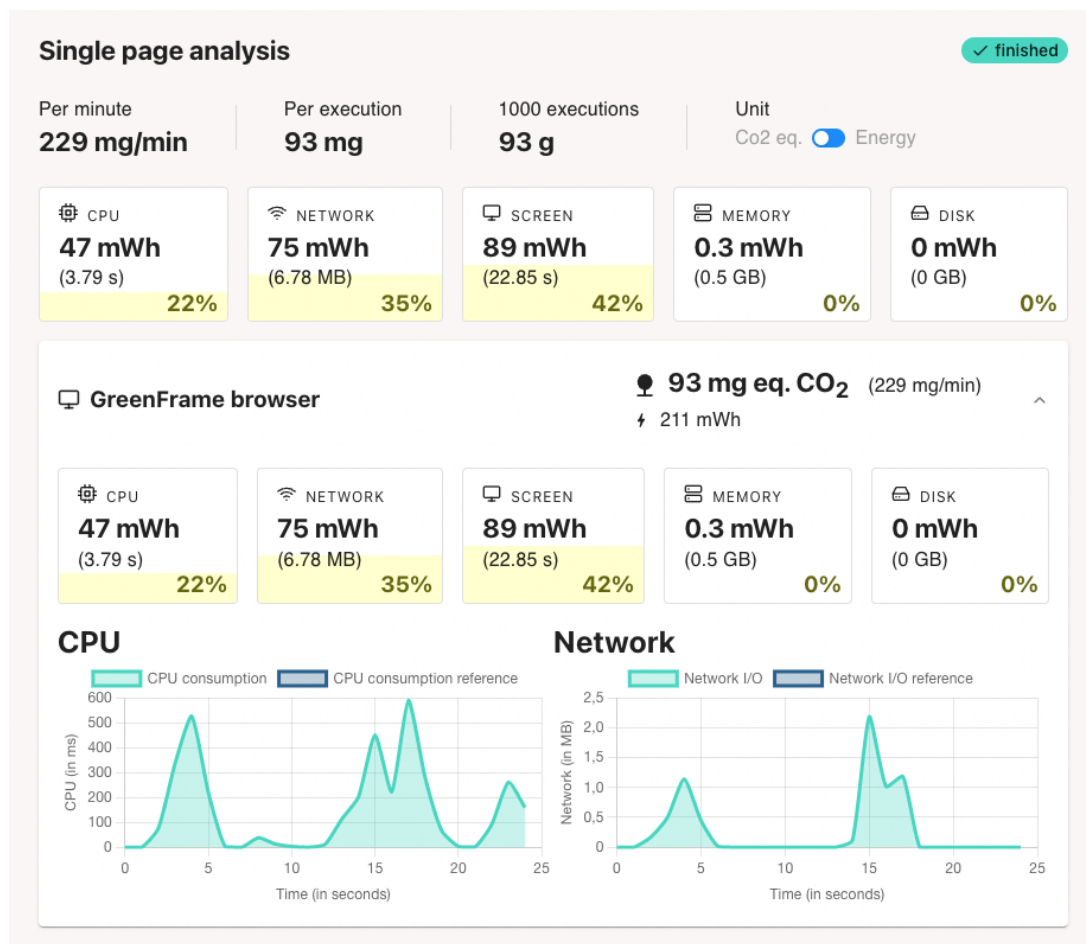 Single page analysis
finished
Per minute
229 mg/min
Per execution
93 mg
1000 executions
93 g
Unit
Co2 eq. Energy
CPU
47 mWh
(3.79 s)
22%
NETWORK
75 mWh
(6.78 MB)
35%
SCREEN
89 mWh
(22.85 s)
42%
MEMORY
0.3 mWh
(0.5 GB)
0%
DISK
0 mWh
(0 GB)
0%
GreenFrame browser
93 mg eq. CO2 (229 mg/min)
211 mWh
CPU
47 mWh
(3.79 s)
22%
NETWORK
75 mWh
(6.78 MB)
35%
SCREEN
89 mWh
(22.85 s)
42%
MEMORY
0.3 mWh
(0.5 GB)
0%
DISK
0 mWh
(0 GB)
0%
CPU
CPU consumption CPU consumption reference
CPU (in ms)
600
500
400
300
200
100
0
0 5 10 15 20 25
Time (in seconds)
Network
Network I/O Network I/O reference
Network (in MB)
2,5
2,0
1,5
1,0
0,5
0
0 5 10 15 20 25
Time (in seconds)